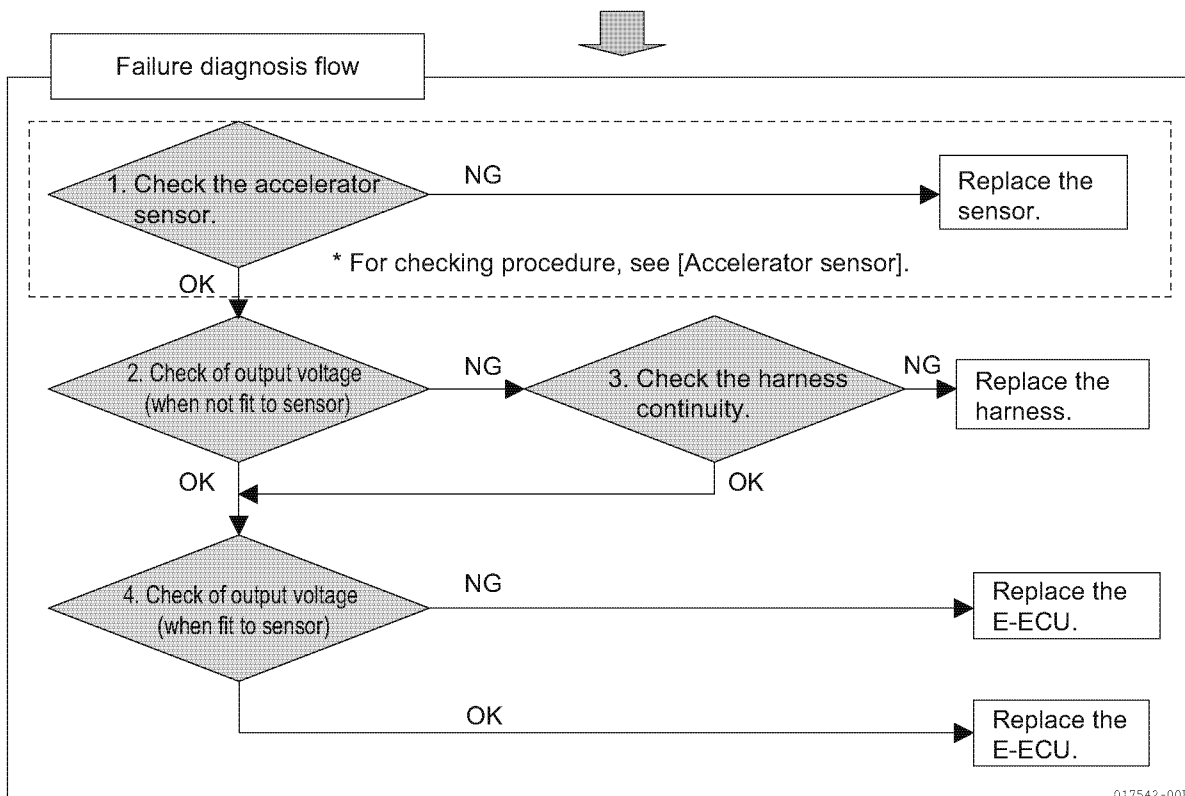 Failure diagnosis flow
1. Check the accelerator
sensor.
NG
Replace the
sensor.
* For checking procedure, see [Accelerator sensor].
OK
2. Check of output voltage
(when not fit to sensor)
NG
3. Check the harness
continuity.
NG
Replace the
harness.
OK
OK
4. Check of output voltage
(when fit to sensor)
NG
Replace the
E-ECU.
OK
Replace the
E-ECU.